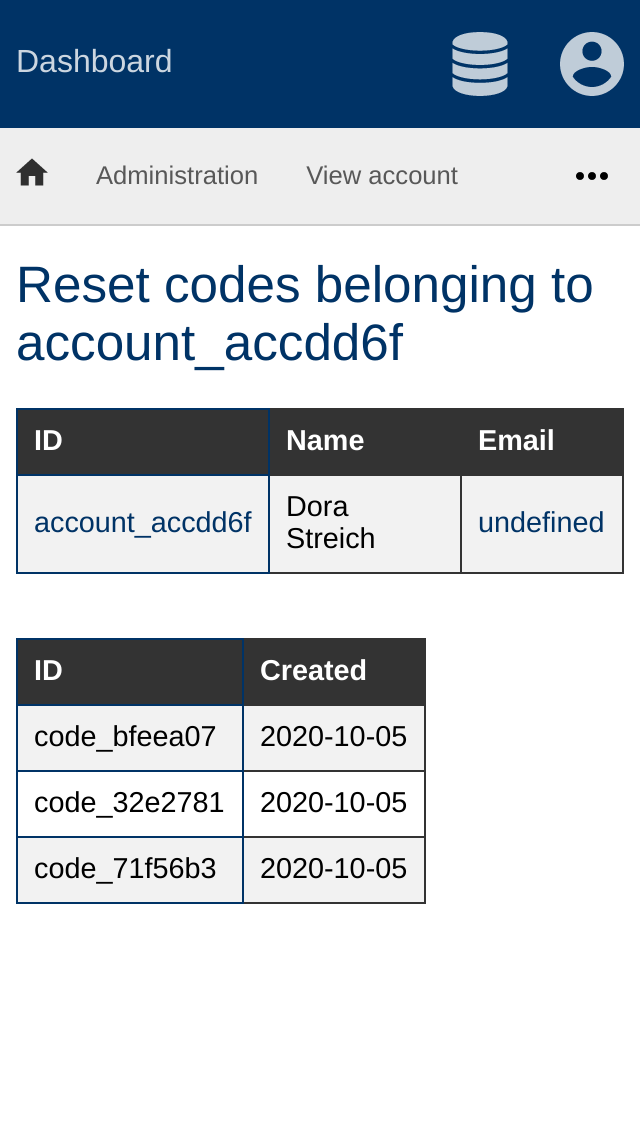 Dashboard
Administration View account
Reset codes belonging to
account_accdd6f
ID Name Email
account_accdd6f Dora Streich undefined
ID Created
code_bfeea07 2020-10-05
code_32e2781 2020-10-05
code_71f56b3 2020-10-05